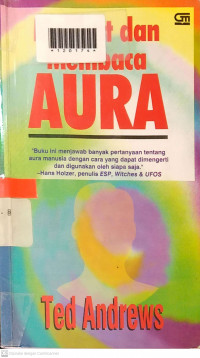 GM
dan
Membaca
AURA
"Buku ini menjawab banyak pertanyaan tentang
aura manusia dengan cara yang dapat dimengerti
dan digunakan oleh siapa saja."
--Hans Holzer, penulis ESP, Witches & UFOS
B
Ted Andrews